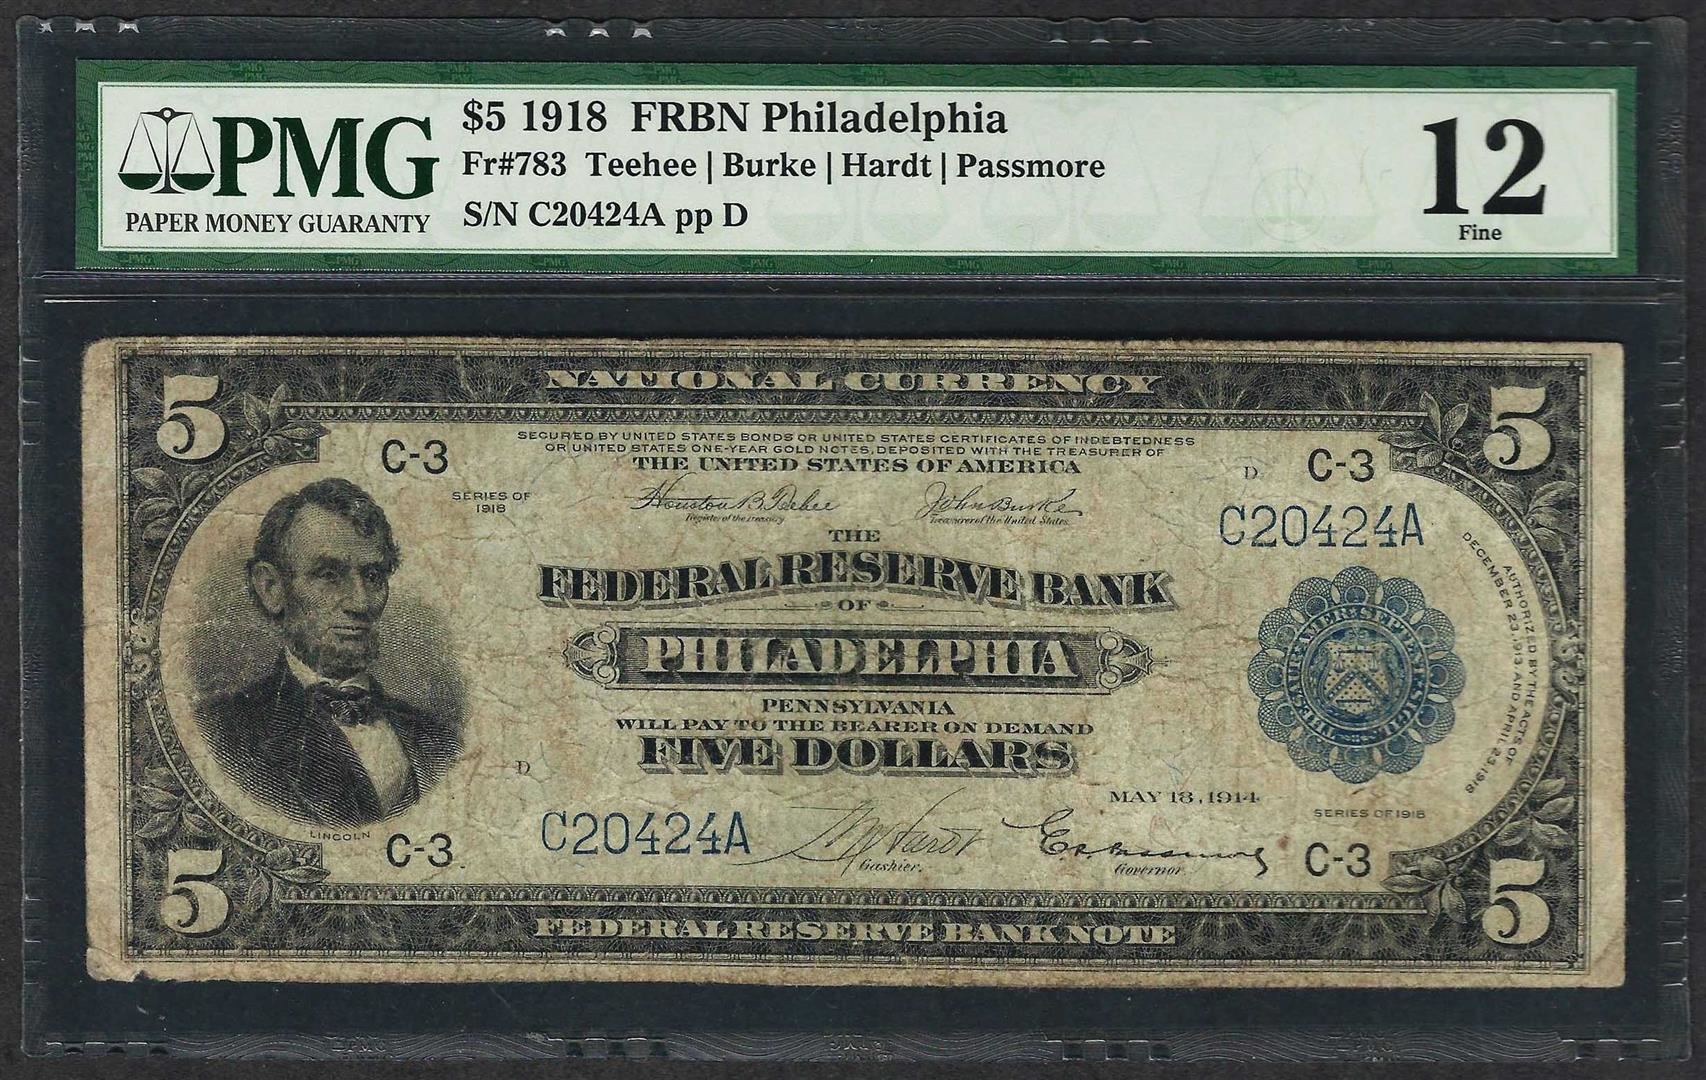 PMG
PAPER MONEY GUARANTY
$5 1918 FRBN Philadelphia
Fr#783 Teehee | Burke | Hardt | Passmore
S/N C20424A pp D
12
Fine
5 NATIONAL CURRENCY 5
SECURED BY UNITED STATES BONDS OR UNITED STATES CERTIFICATES OF INDEBTEDNESS
OR UNITED STATES ONE-YEAR GOLD NOTES, DEPOSITED WITH THE TREASURER OF
THE UNITED STATES OF AMERICA
C-3
D C-3
SERIES OF
1918
Houston B. Teehee
Register of the Treasury
John Burke
Treasurer of the United States
C20424A
THE
FEDERAL RESERVE BANK
OF
PHILADELPHIA
PENNSYLVANIA
WILL PAY TO THE BEARER ON DEMAND
FIVE DOLLARS
AUTHORIZED BY THE ACTS OF
DECEMBER 23, 1913 AND APRIL 23, 1918
D
MAY 18, 1914
SERIES OF 1918
LINCOLN
C-3
C20424A
Cashier.
Governor.
C-3
5 FEDERAL RESERVE BANK NOTE 5